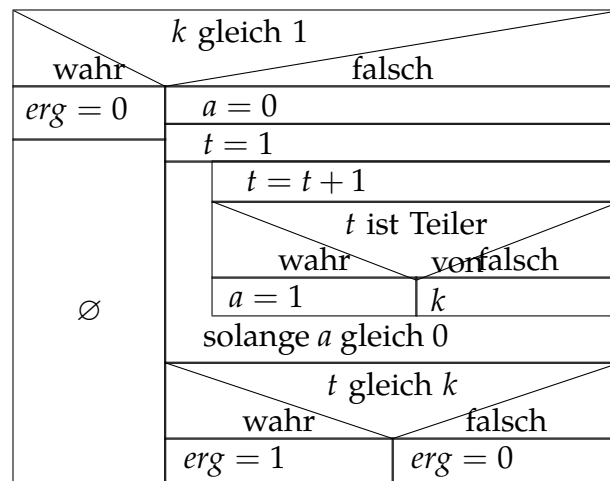 k gleich 1
wahr falsch
erg = 0
a = 0
t = 1
t = t + 1
t ist Teiler
wahr von falsch
a = 1 k
∅
solange a gleich 0
t gleich k
wahr falsch
erg = 1 erg = 0